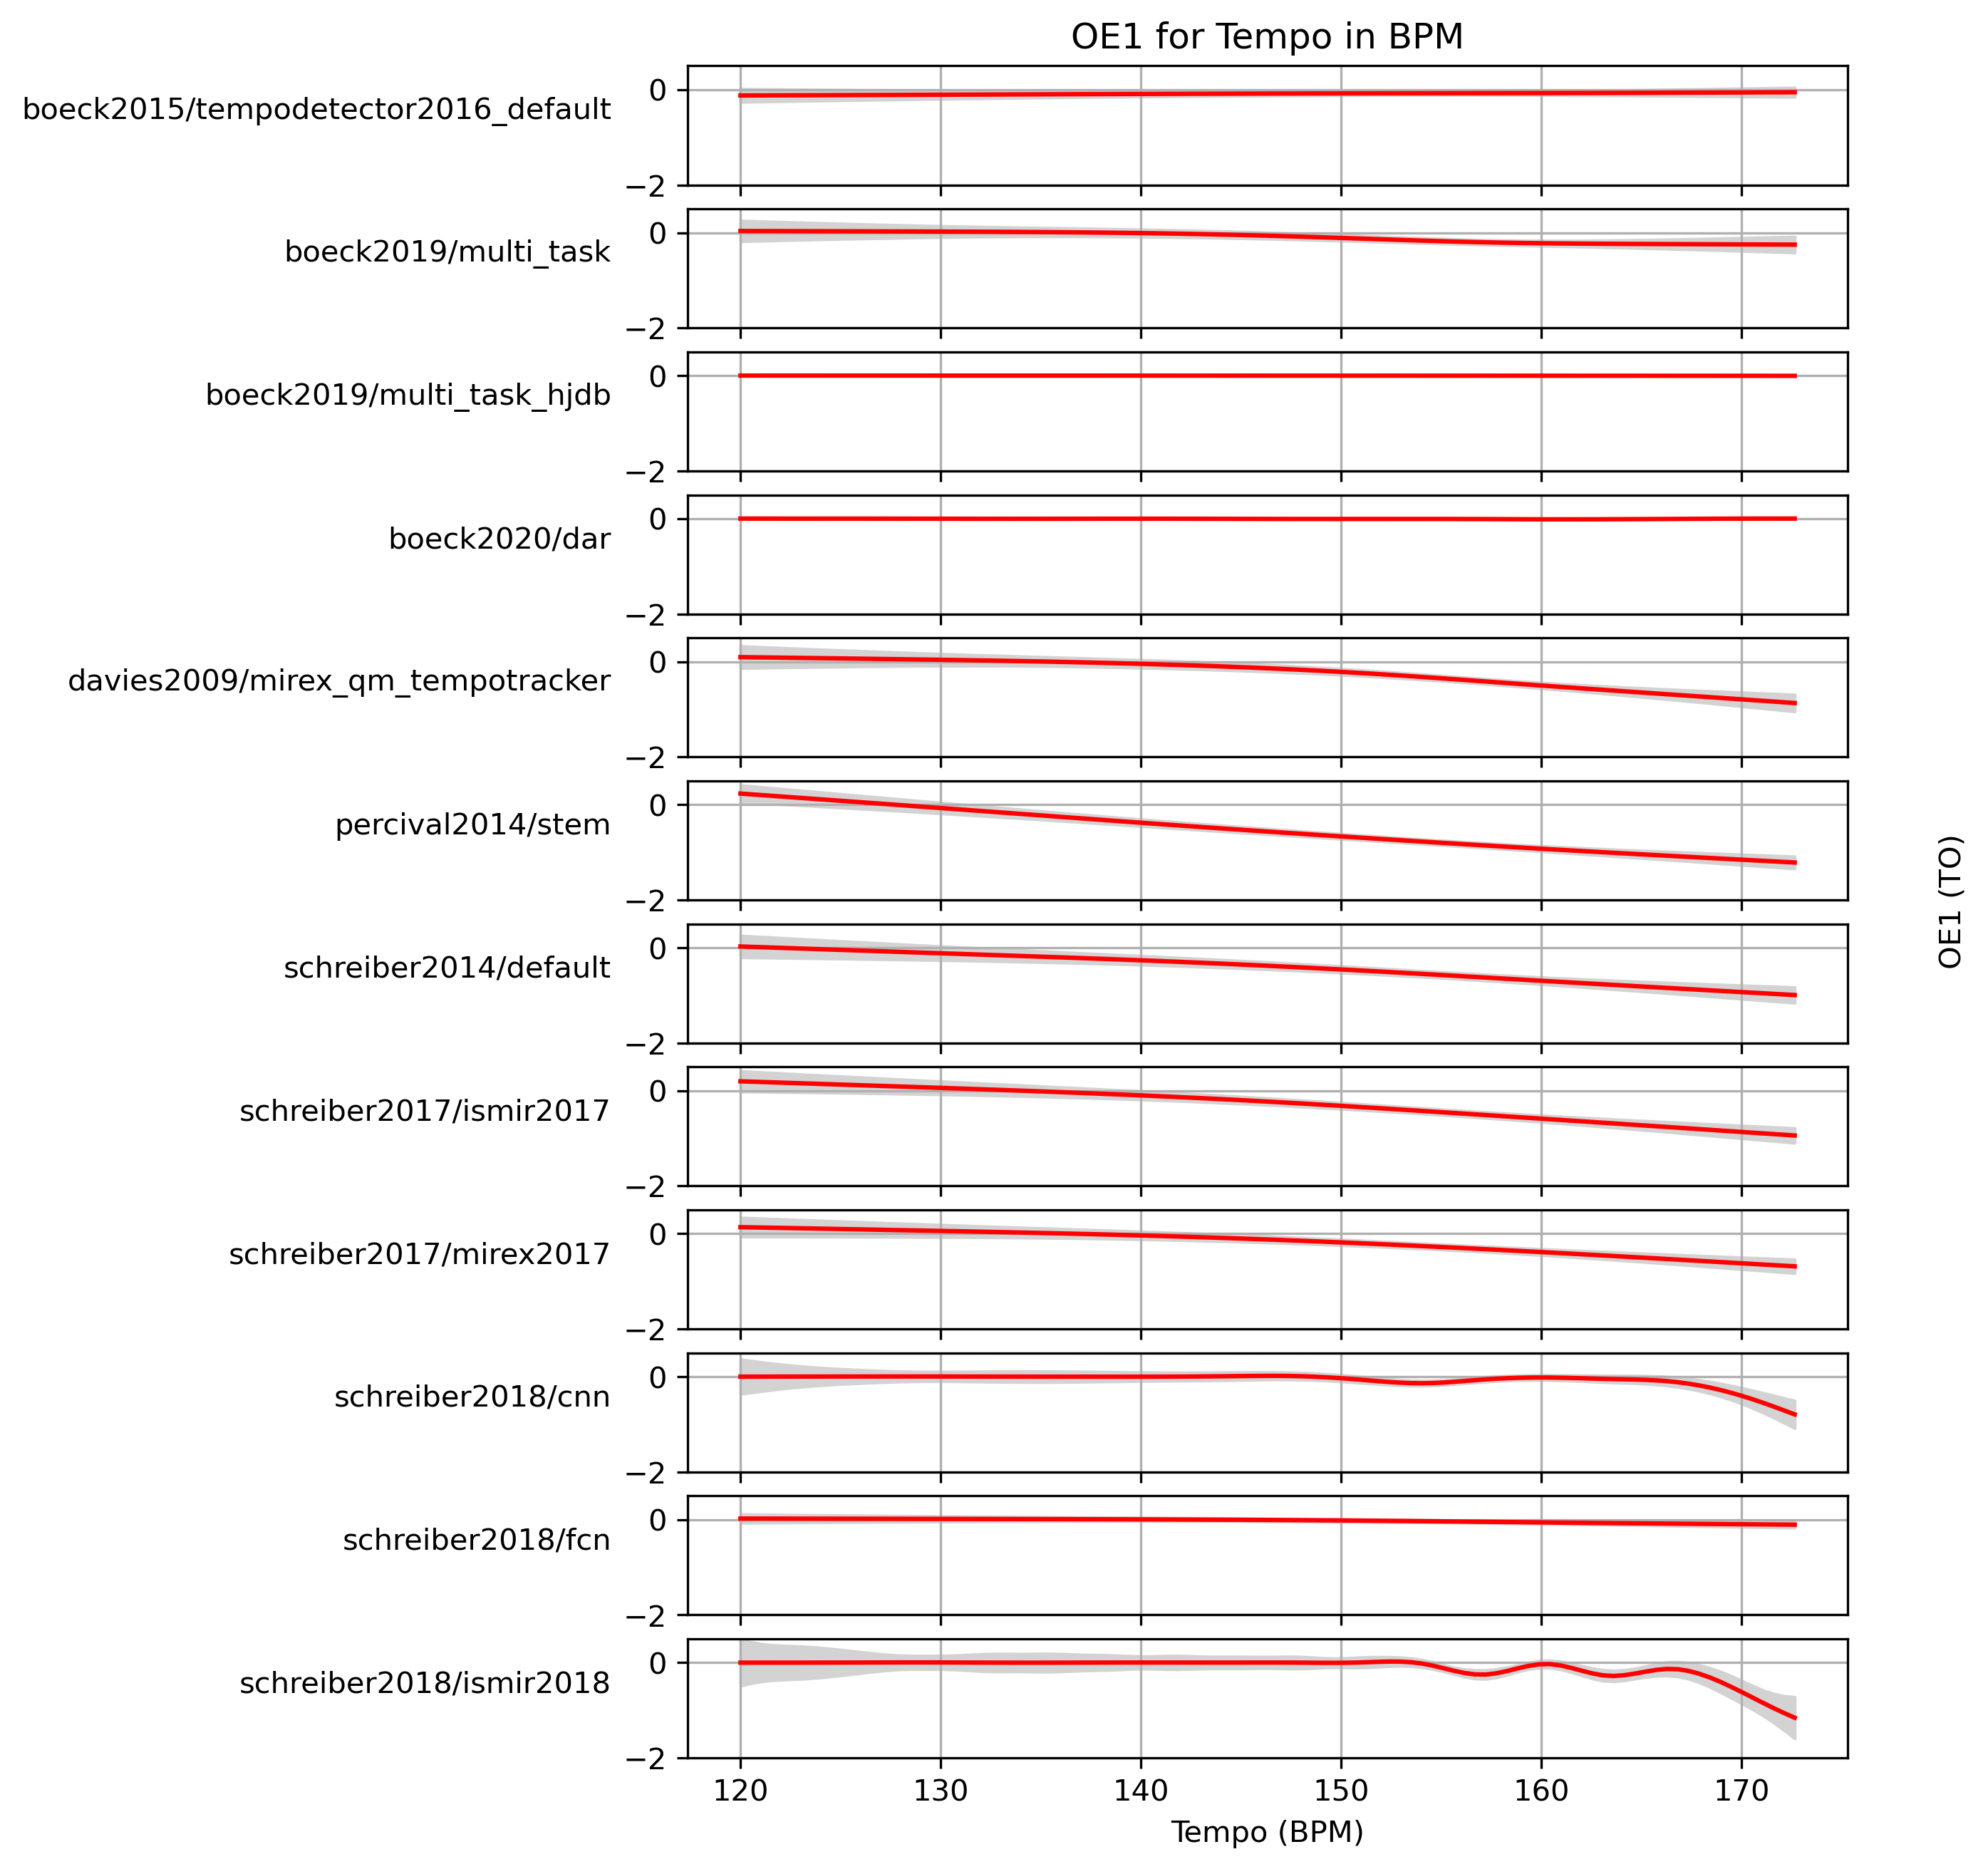 OE1 for Tempo in BPM
boeck2015/tempodetector2016_default
0
−2
boeck2019/multi_task
0
−2
boeck2019/multi_task_hjdb
0
−2
boeck2020/dar
0
−2
davies2009/mirex_qm_tempotracker
0
−2
percival2014/stem
0
−2
schreiber2014/default
0
−2
schreiber2017/ismir2017
0
−2
schreiber2017/mirex2017
0
−2
schreiber2018/cnn
0
−2
schreiber2018/fcn
0
−2
schreiber2018/ismir2018
0
−2
120 130 140 150 160 170
Tempo (BPM)
OE1 (TO)